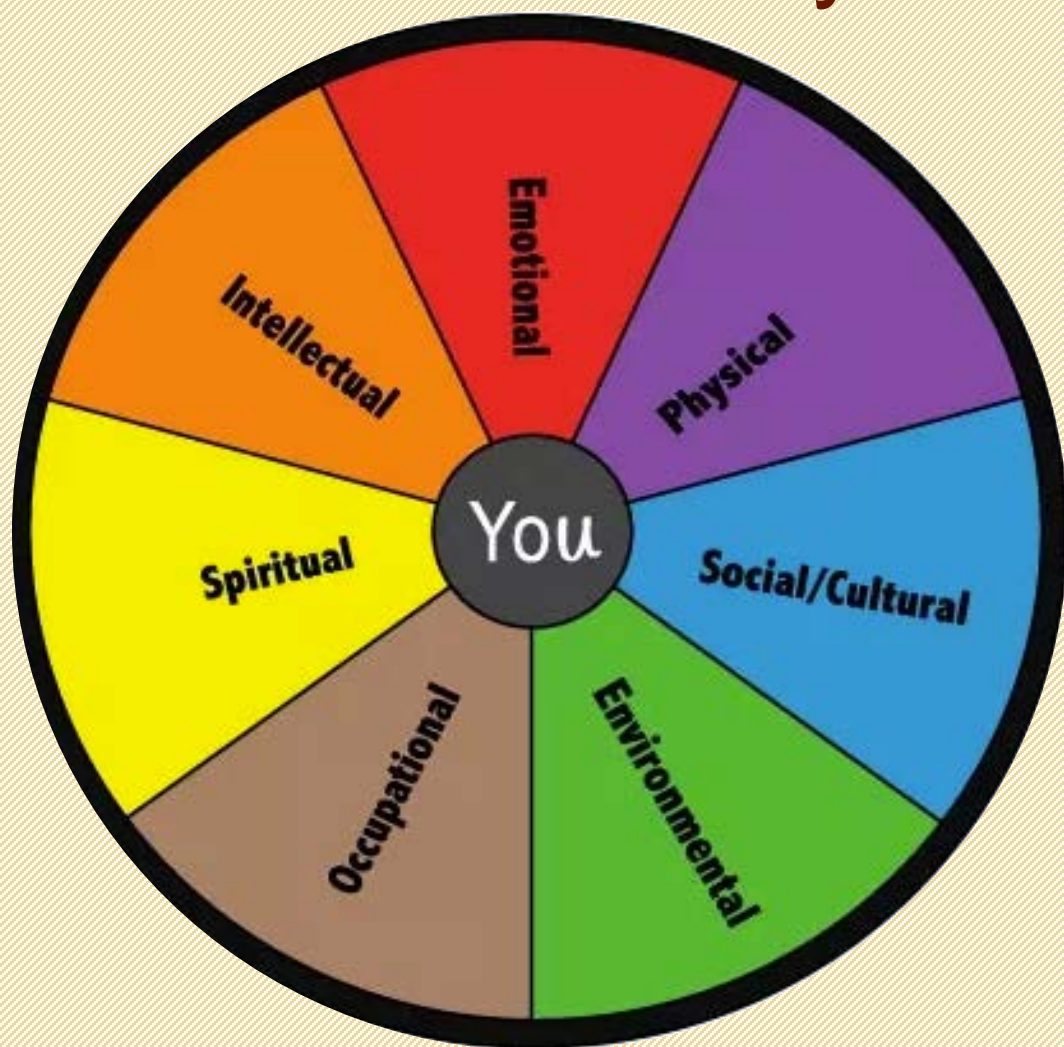 Emotional
Physical
Social/Cultural
Environmental
Occupational
Spiritual
Intellectual
You